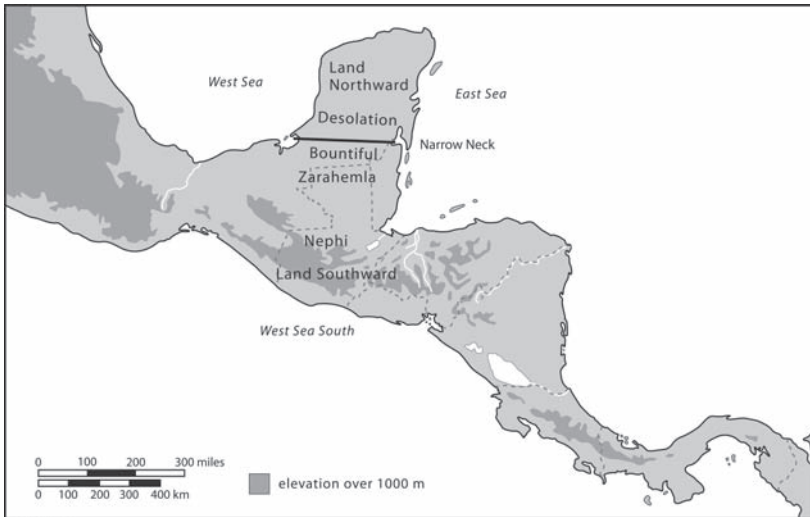 West Sea
Land
Northward
East Sea
Desolation
Narrow Neck
Bountiful
Zarahemla
Nephi
Land Southward
West Sea South
0 100 200 300 miles
0 100 200 300 400 km
elevation over 1000 m